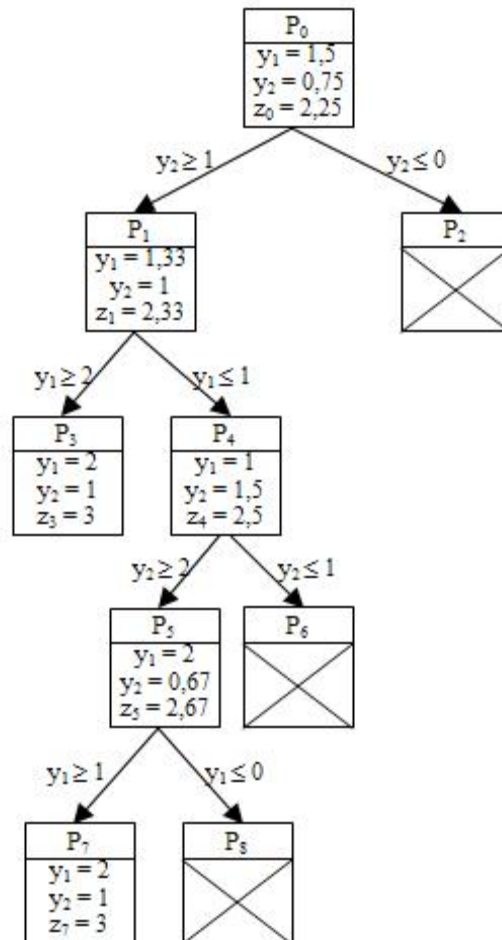 P₀
y₁ = 1,5
y₂ = 0,75
z₀ = 2,25
y₂ ≥ 1
y₂ ≤ 0
P₁
y₁ = 1,33
y₂ = 1
z₁ = 2,33
P₂
y₁ ≥ 2
y₁ ≤ 1
P₃
y₁ = 2
y₂ = 1
z₃ = 3
P₄
y₁ = 1
y₂ = 1,5
z₄ = 2,5
y₂ ≥ 2
y₂ ≤ 1
P₅
y₁ = 2
y₂ = 0,67
z₅ = 2,67
P₆
y₁ ≥ 1
y₁ ≤ 0
P₇
y₁ = 2
y₂ = 1
z₇ = 3
P₈